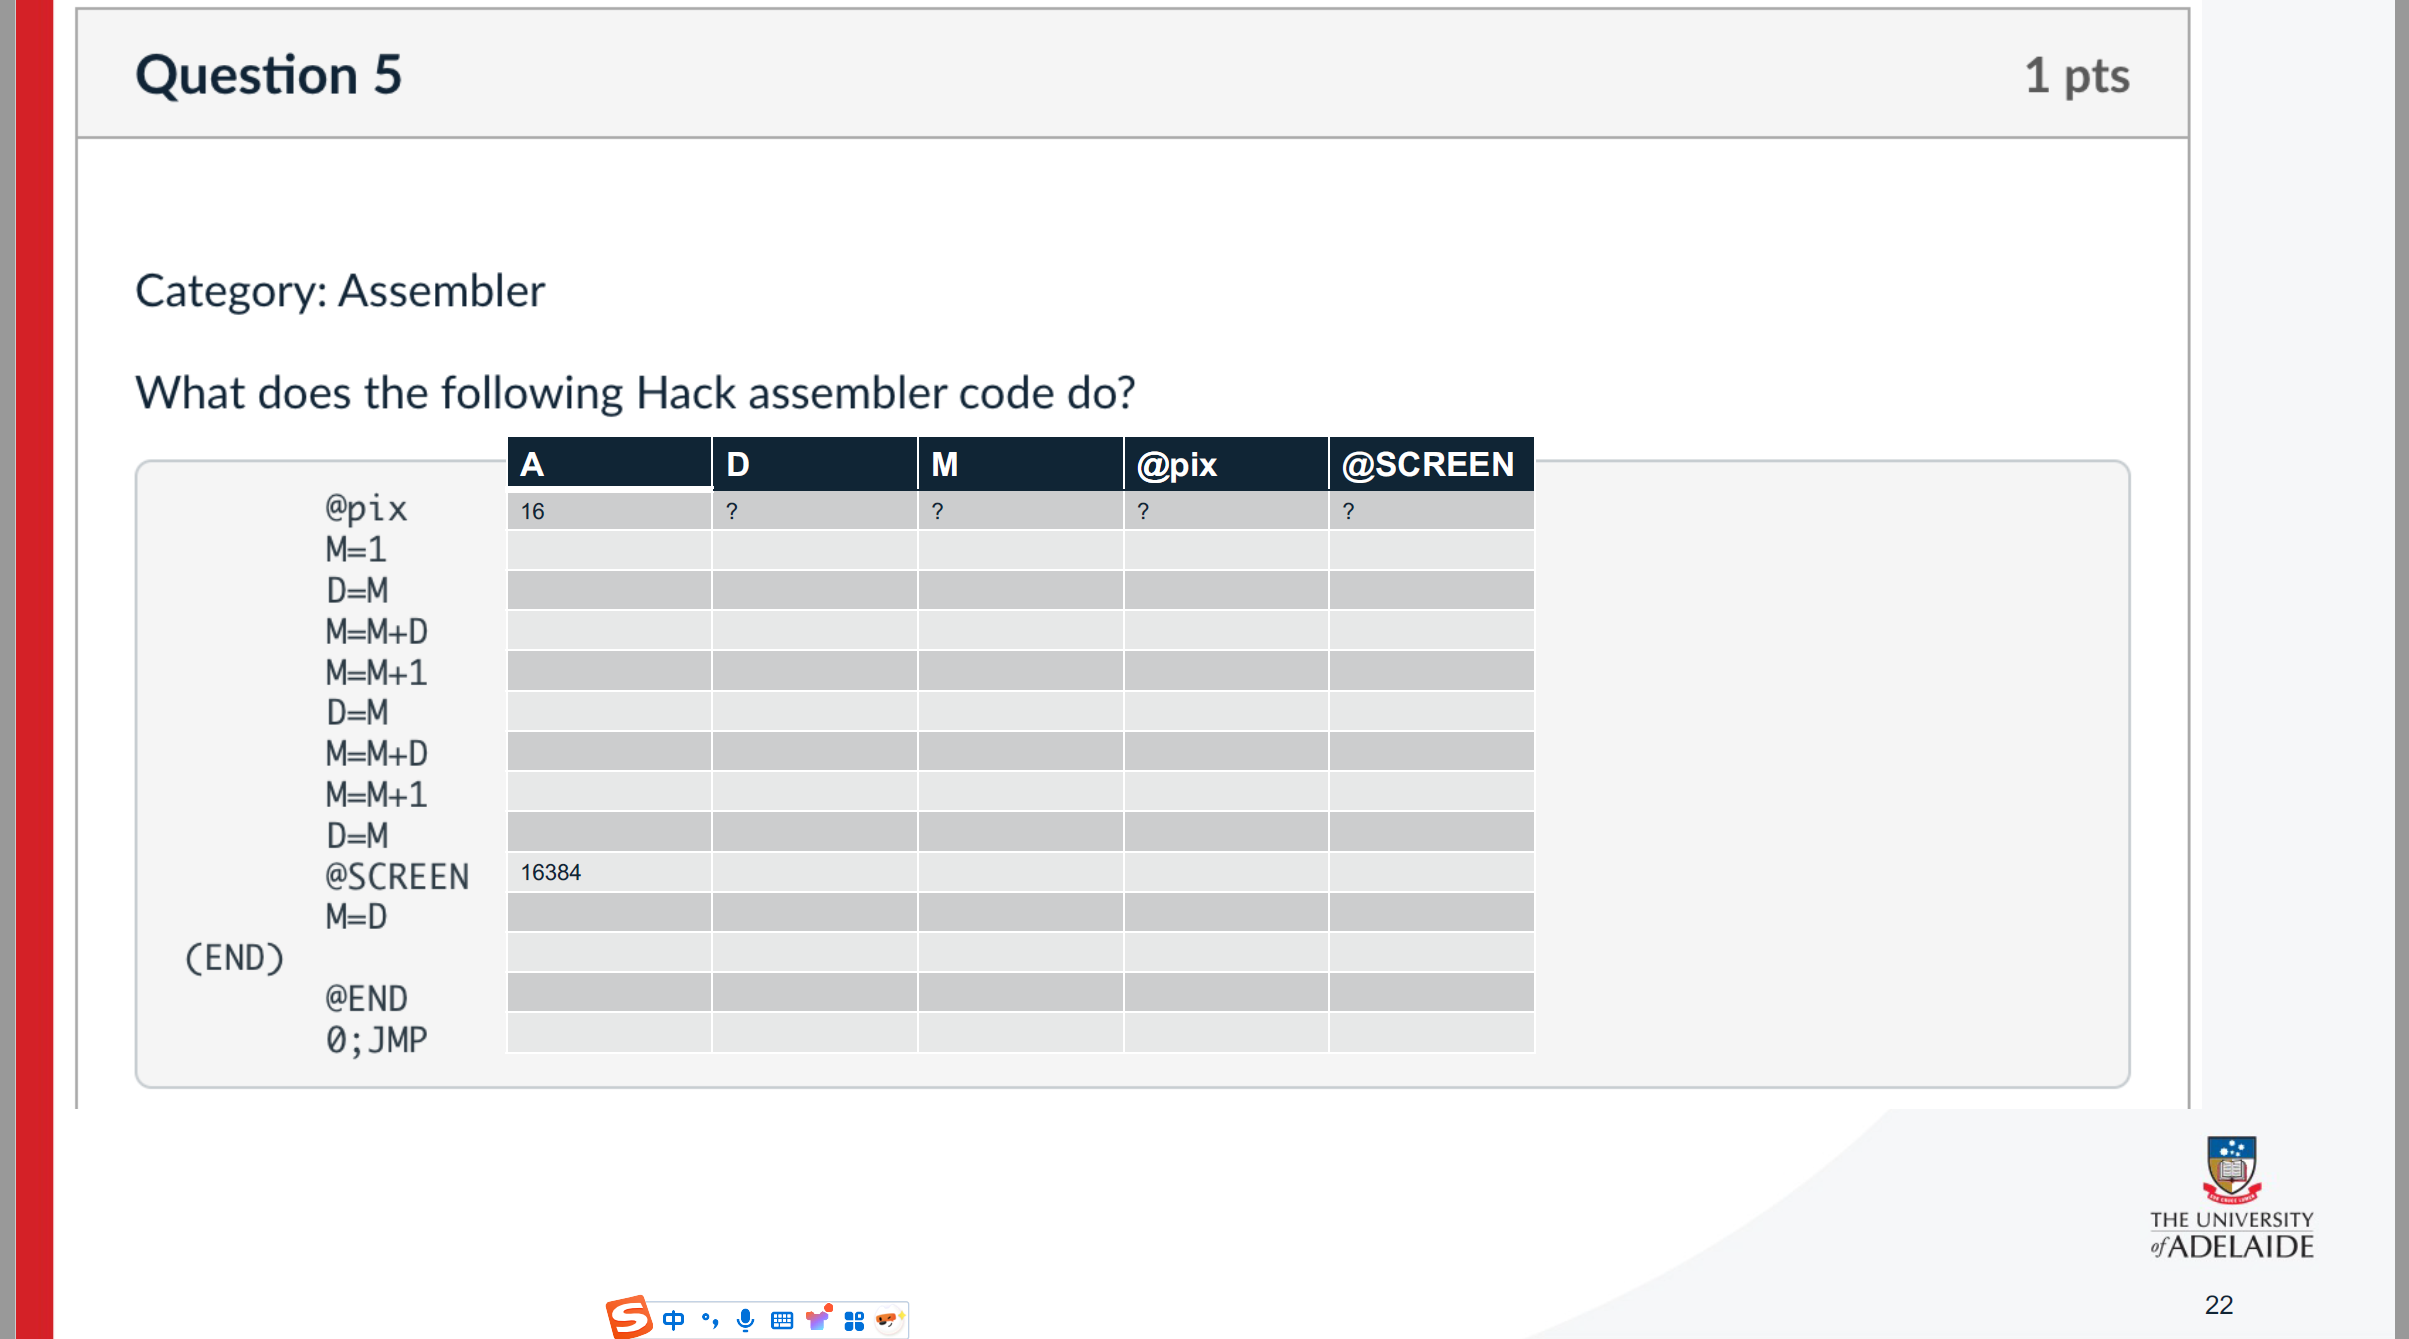 Question 5 1 pts
Category: Assembler
What does the following Hack assembler code do?
A D M @pix @SCREEN
@pix 16 ? ? ? ?
M=1
D=M
M=M+D
M=M+1
D=M
M=M+D
M=M+1
D=M
@SCREEN 16384
M=D
(END)
@END
0;JMP
THE UNIVERSITY
of ADELAIDE
22
S 中